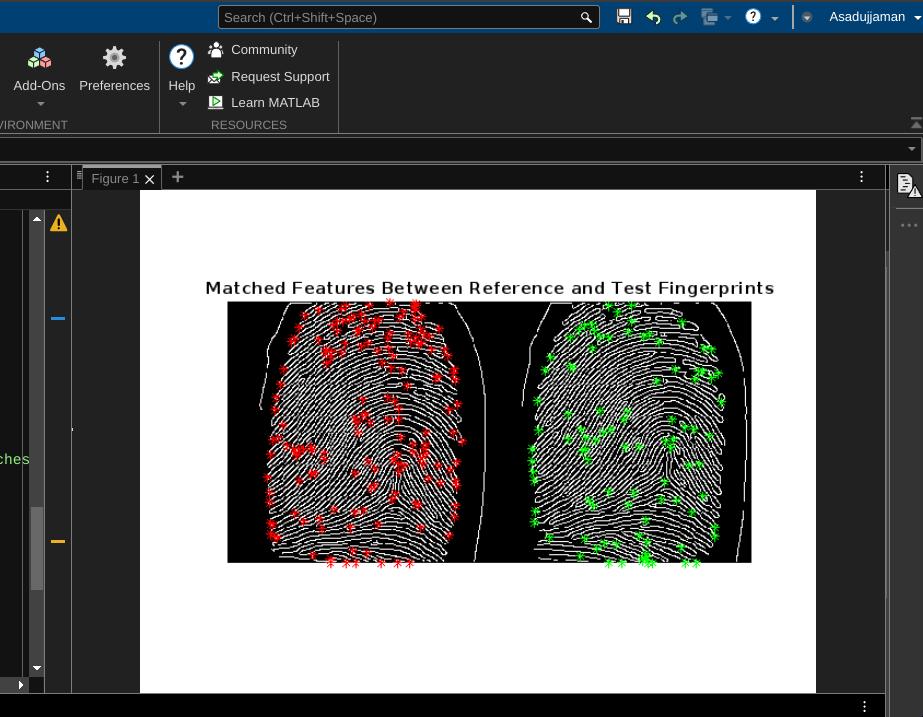 Search (Ctrl+Shift+Space)
Asadujjaman
Add-Ons
Preferences
Help
Community
Request Support
Learn MATLAB
VIRONMENT
RESOURCES
Figure 1
Matched Features Between Reference and Test Fingerprints
ches